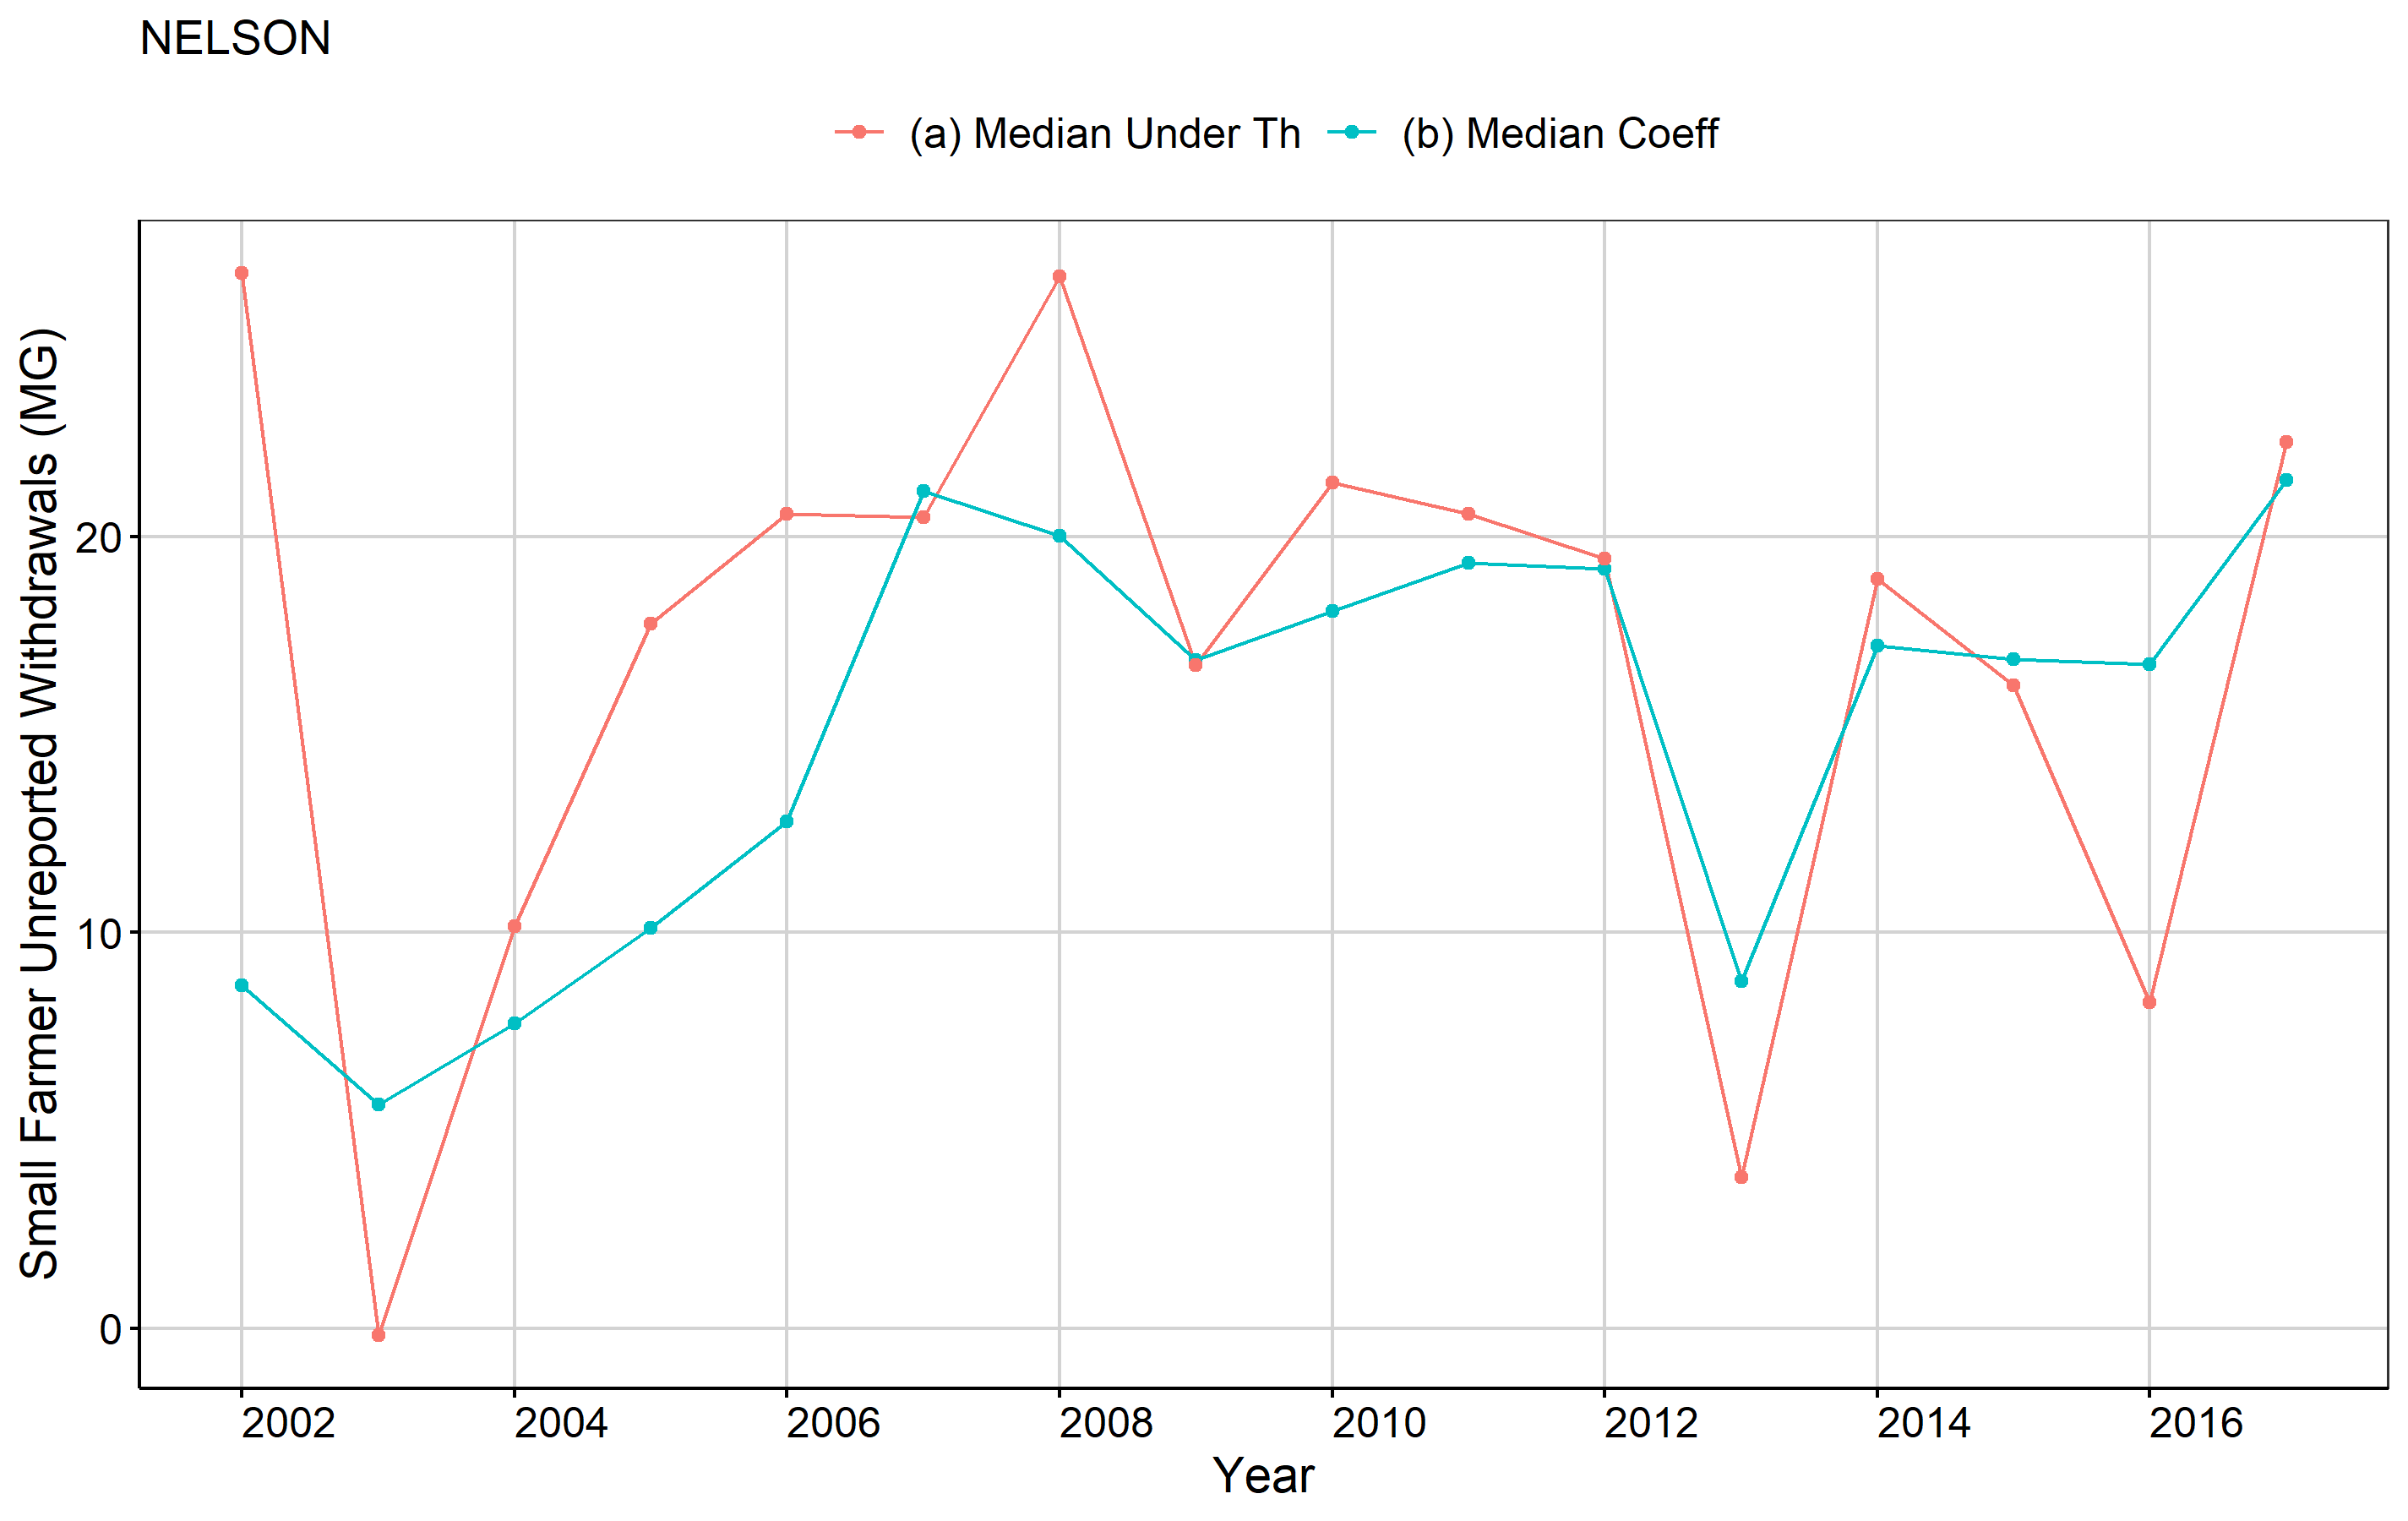 NELSON
(a) Median Under Th (b) Median Coeff
Small Farmer Unreported Withdrawals (MG)
20
10
0
2002 2004 2006 2008 2010 2012 2014 2016
Year